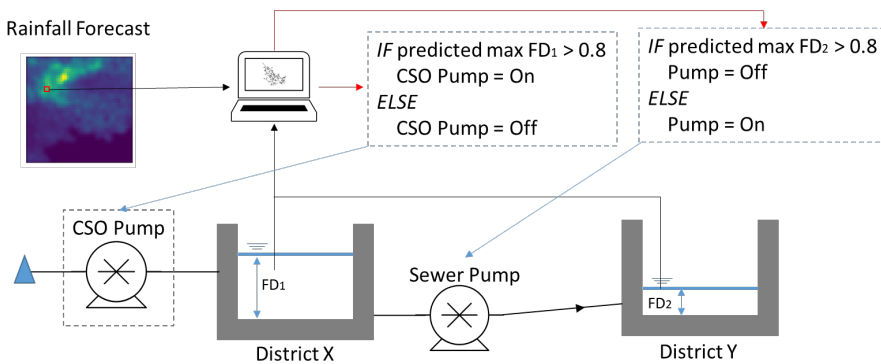 Rainfall Forecast
IF predicted max FD1 > 0.8
CSO Pump = On
ELSE
CSO Pump = Off
IF predicted max FD2 > 0.8
Pump = Off
ELSE
Pump = On
CSO Pump
FD1
District X
Sewer Pump
FD2
District Y